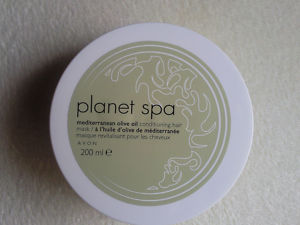 planet spa
mediterranean olive oil conditioning hair
mask / à l'huile d'olive de méditerranée
masque revitalisant pour les cheveux
AVON
200 ml ℮